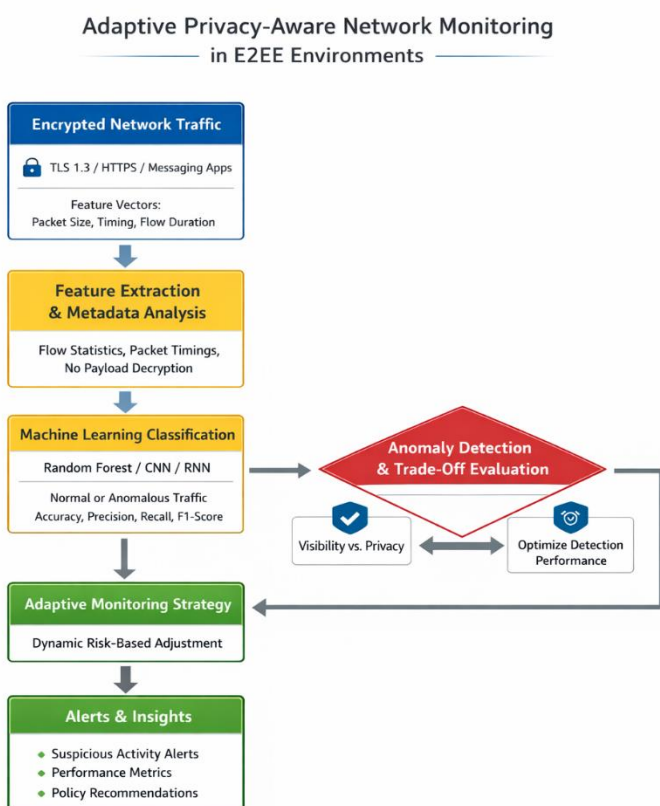 Adaptive Privacy-Aware Network Monitoring
in E2EE Environments
Encrypted Network Traffic
TLS 1.3 / HTTPS / Messaging Apps
Feature Vectors:
Packet Size, Timing, Flow Duration
Feature Extraction
& Metadata Analysis
Flow Statistics, Packet Timings,
No Payload Decryption
Machine Learning Classification
Random Forest / CNN / RNN
Normal or Anomalous Traffic
Accuracy, Precision, Recall, F1-Score
Anomaly Detection
& Trade-Off Evaluation
Visibility vs. Privacy
Optimize Detection
Performance
Adaptive Monitoring Strategy
Dynamic Risk-Based Adjustment
Alerts & Insights
Suspicious Activity Alerts
Performance Metrics
Policy Recommendations